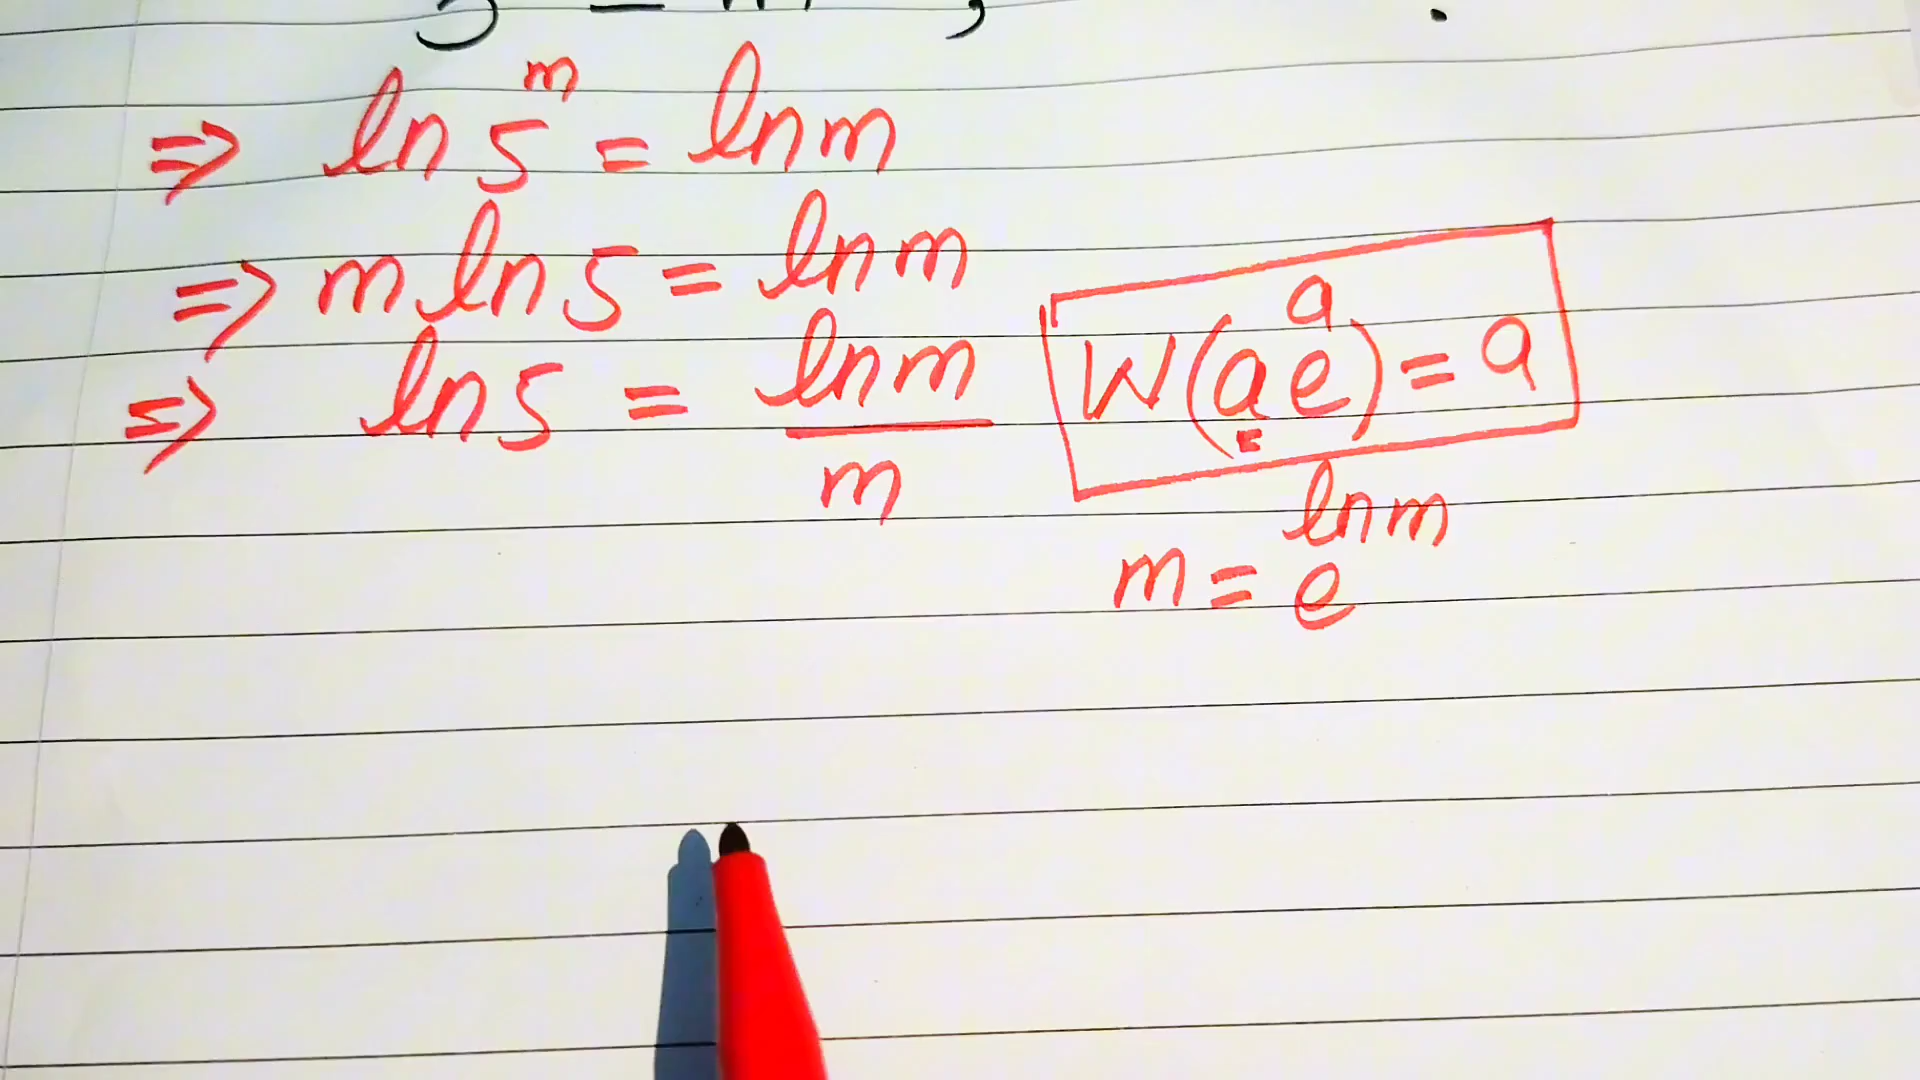 ⇒ ln 5^m = ln m
⇒ m ln 5 = ln m
⇒ ln 5 = ln m / m
W(a e^a) = a
m = e^(ln m)